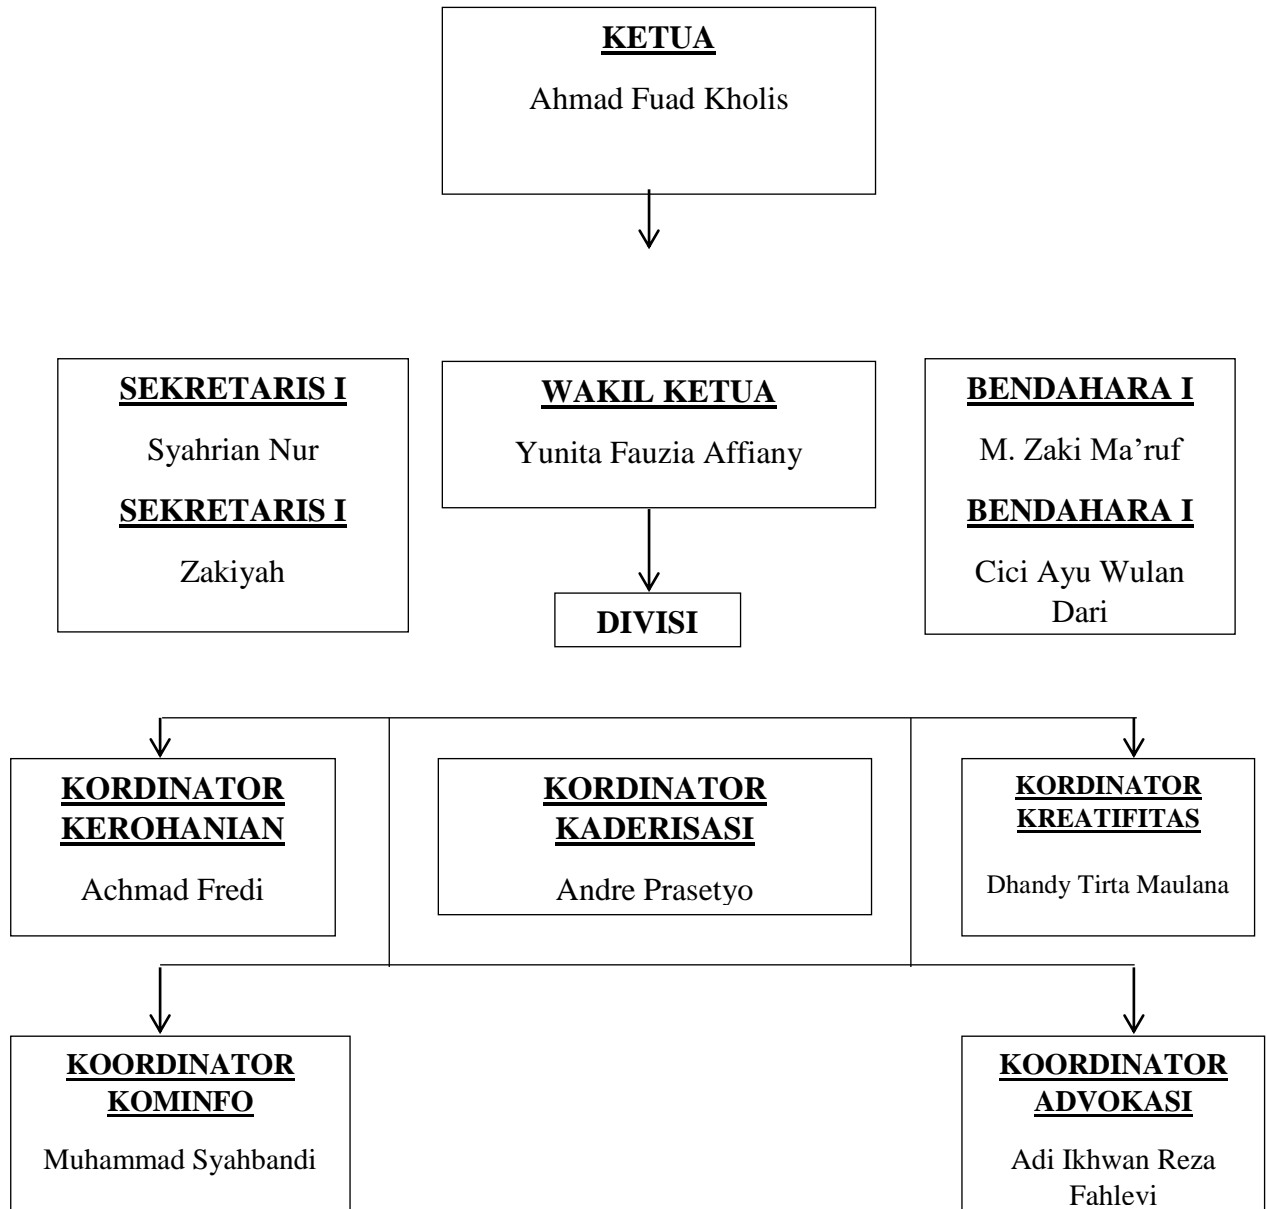 KETUA
Ahmad Fuad Kholis
SEKRETARIS I
Syahrian Nur
SEKRETARIS I
Zakiyah
WAKIL KETUA
Yunita Fauzia Affiany
BENDAHARA I
M. Zaki Ma’ruf
BENDAHARA I
Cici Ayu Wulan
Dari
DIVISI
KORDINATOR
KEROHANIAN
Achmad Fredi
KORDINATOR
KADERISASI
Andre Prasetyo
KORDINATOR
KREATIFITAS
Dhandy Tirta Maulana
KOORDINATOR
KOMINFO
Muhammad Syahbandi
KOORDINATOR
ADVOKASI
Adi Ikhwan Reza
Fahlevi